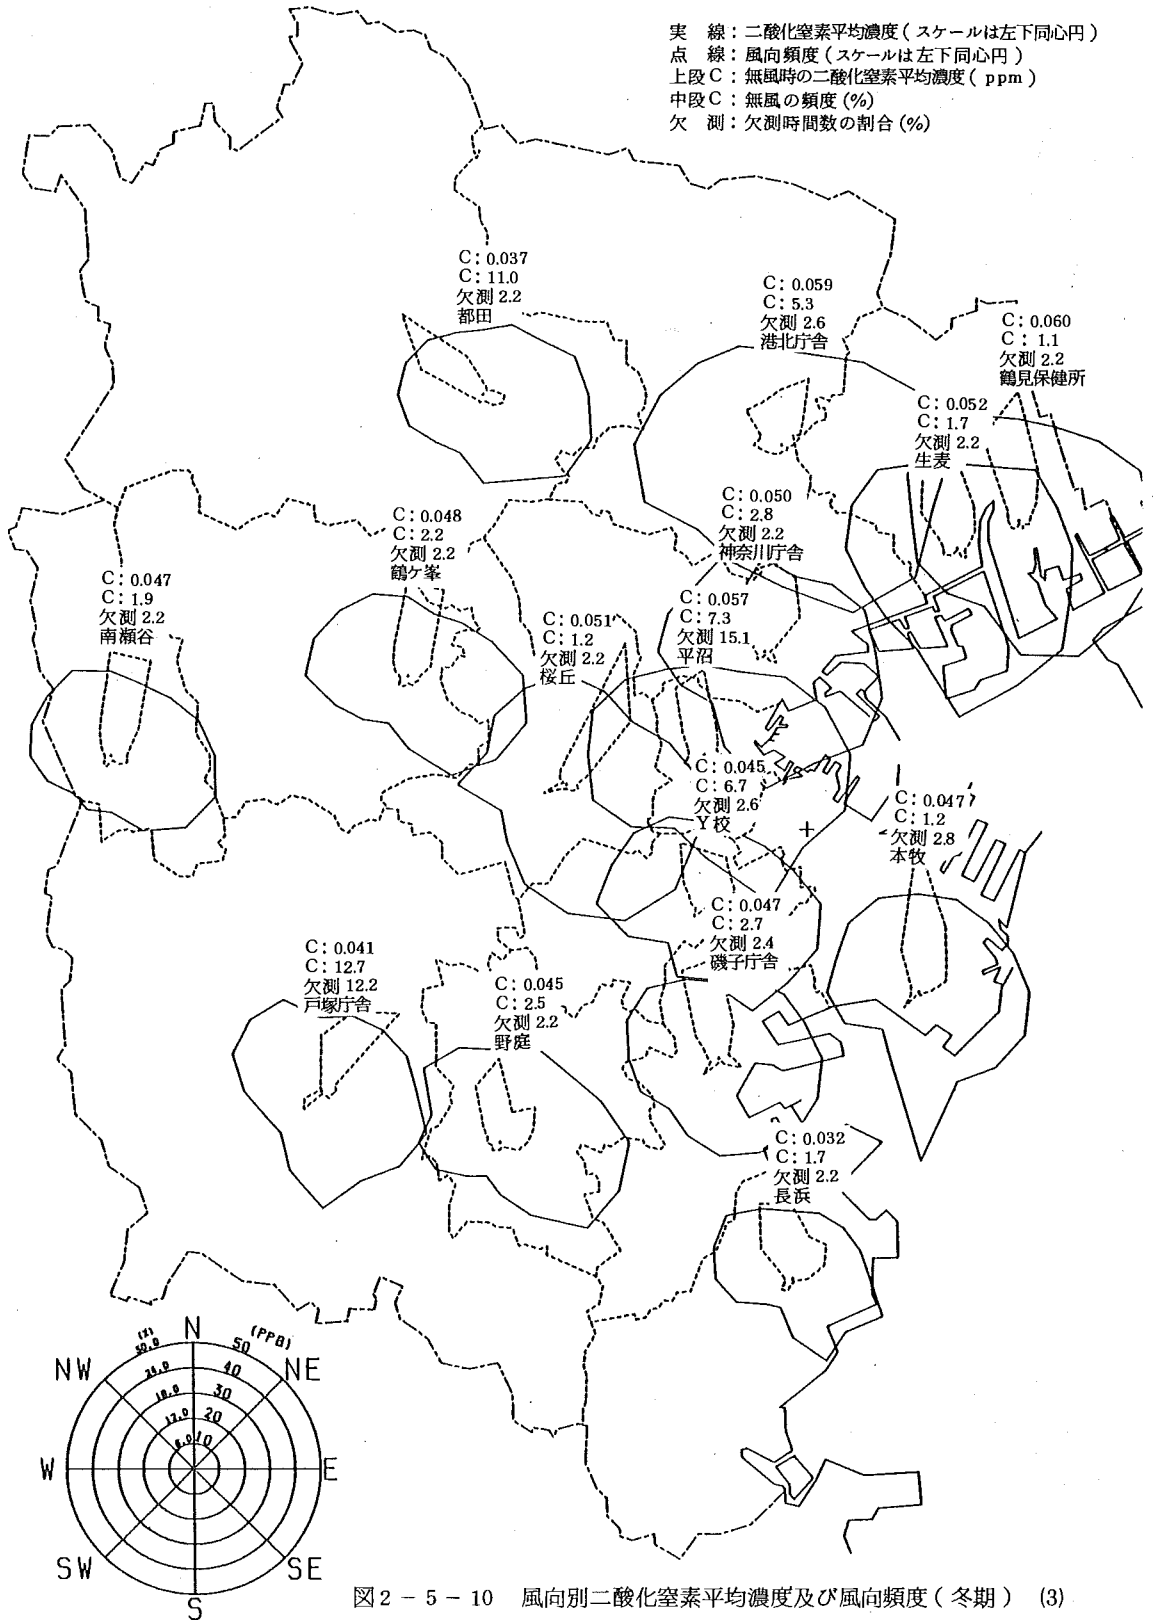 実 線：二酸化窒素平均濃度（スケールは左下同心円）
点 線：風向頻度（スケールは左下同心円）
上段C：無風時の二酸化窒素平均濃度（ppm）
中段C：無風の頻度（%）
欠 測：欠測時間数の割合（%）
C：0.037
C：11.0
欠測 2.2
都田
C：0.059
C：5.3
欠測 2.6
港北庁舎
C：0.060
C：1.1
欠測 2.2
鶴見保健所
C：0.052
C：1.7
欠測 2.2
生麦
C：0.050
C：2.8
欠測 2.2
神奈川庁舎
C：0.048
C：2.2
欠測 2.2
鶴ケ峯
C：0.047
C：1.9
欠測 2.2
南瀬谷
C：0.051
C：1.2
欠測 2.2
桜丘
C：0.057
C：7.3
欠測 15.1
平沼
C：0.045
C：6.7
欠測 2.6
Y校
C：0.047
C：1.2
欠測 2.8
本牧
C：0.047
C：2.7
欠測 2.4
磯子庁舎
C：0.041
C：12.7
欠測 12.2
戸塚庁舎
C：0.045
C：2.5
欠測 2.2
野庭
C：0.032
C：1.7
欠測 2.2
長浜
N
(%)
30.0
50
(PPB)
NW
24.0
40
NE
18.0
30
12.0
20
6.0
10
W
E
SW
SE
S
図2－5－10 風向別二酸化窒素平均濃度及び風向頻度（冬期） (3)